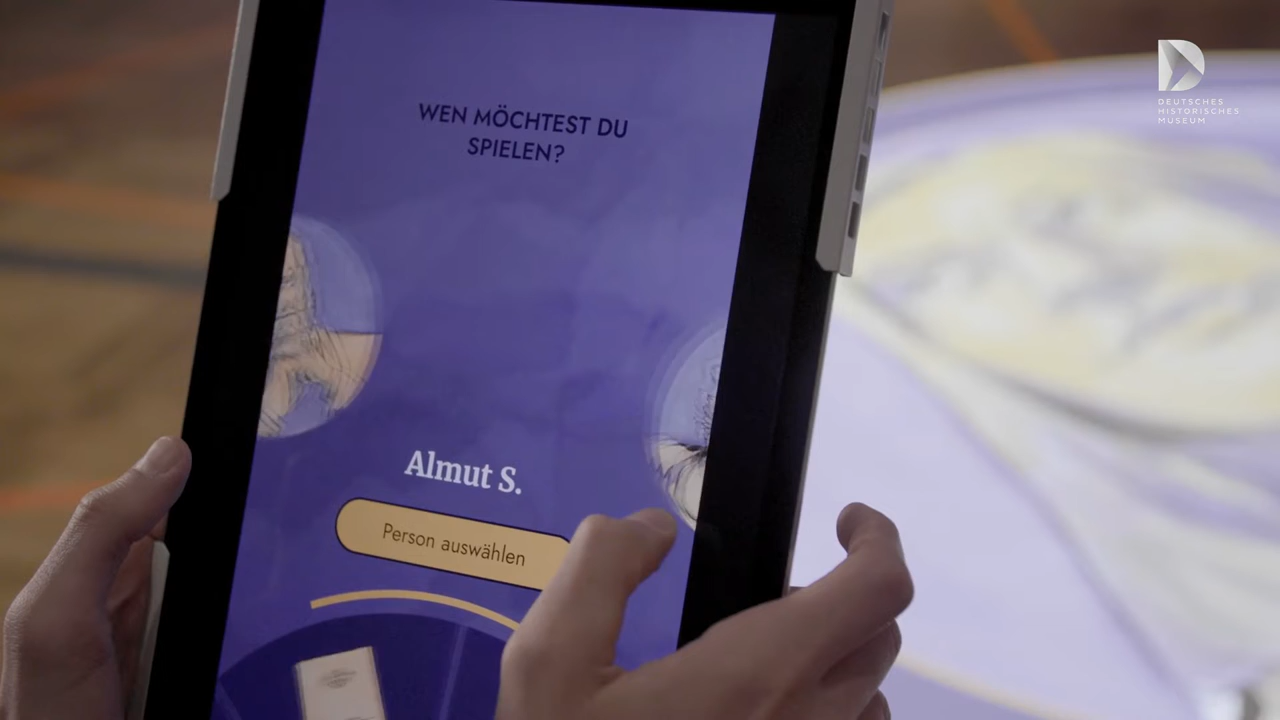 WEN MÖCHTEST DU
SPIELEN?
DEUTSCHES
HISTORISCHES
MUSEUM
Almut S.
Person auswählen